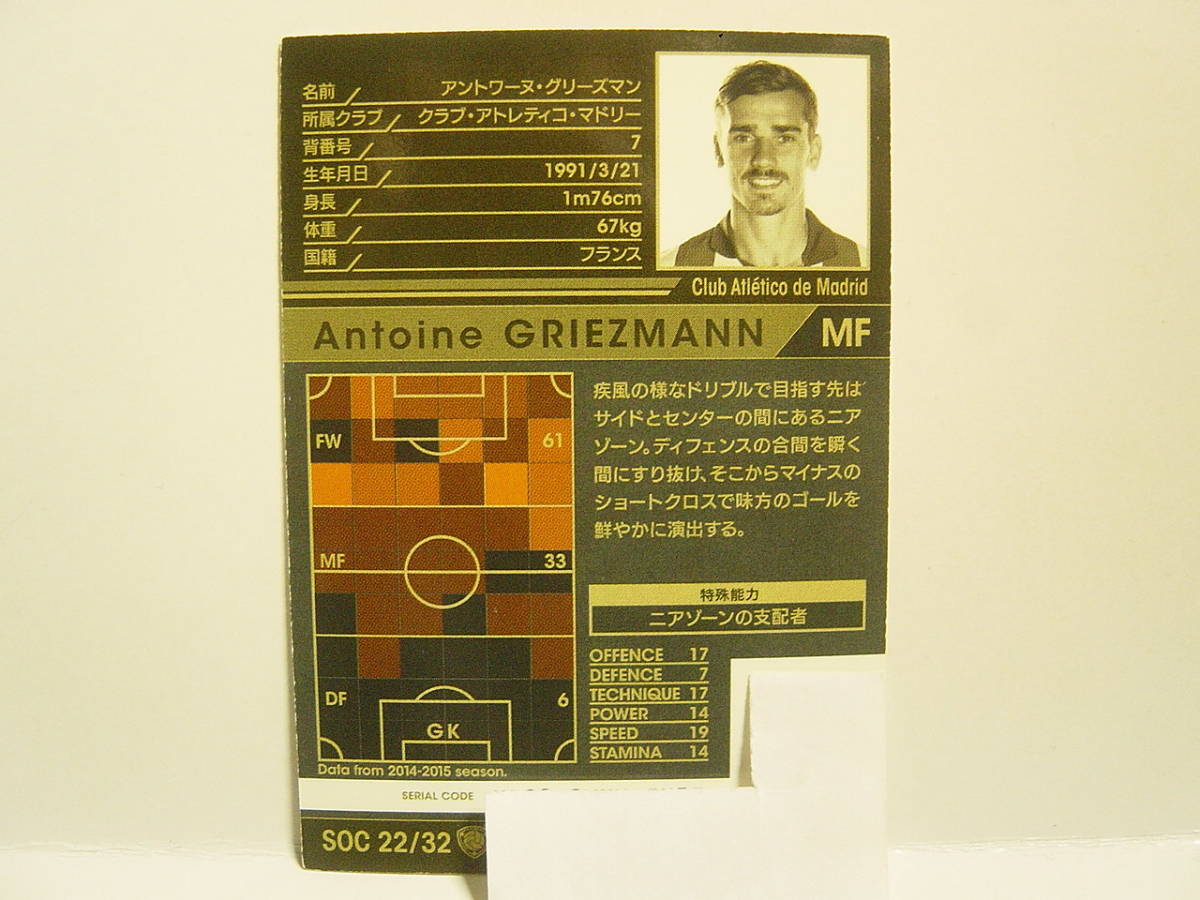 名前 アントワーヌ・グリーズマン
所属クラブ クラブ・アトレティコ・マドリー
背番号 7
生年月日 1991/3/21
身長 1m76cm
体重 67kg
国籍 フランス
Club Atlético de Madrid
Antoine GRIEZMANN MF
FW 61
MF 33
DF 6
GK
Data from 2014-2015 season.
疾風の様なドリブルで目指す先は
サイドとセンターの間にあるニア
ゾーン。ディフェンスの合間を瞬く
間にすり抜け、そこからマイナスの
ショートクロスで味方のゴールを
鮮やかに演出する。
特殊能力
ニアゾーンの支配者
OFFENCE 17
DEFENCE 7
TECHNIQUE 17
POWER 14
SPEED 19
STAMINA 14
SERIAL CODE
SOC 22/32